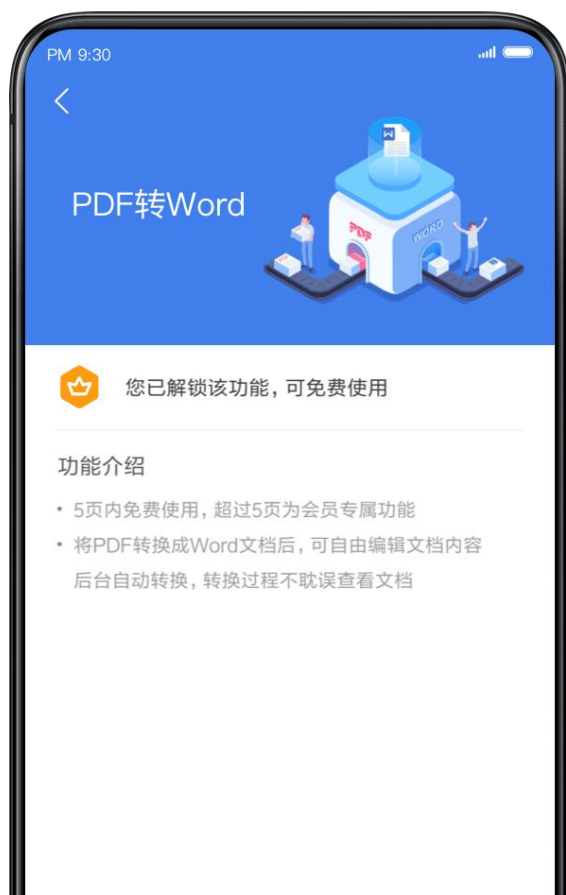 PM 9:30
W
PDF转Word
PDF
WORD
您已解锁该功能，可免费使用
功能介绍
• 5页内免费使用，超过5页为会员专属功能
• 将PDF转换成Word文档后，可自由编辑文档内容
后台自动转换，转换过程不耽误查看文档